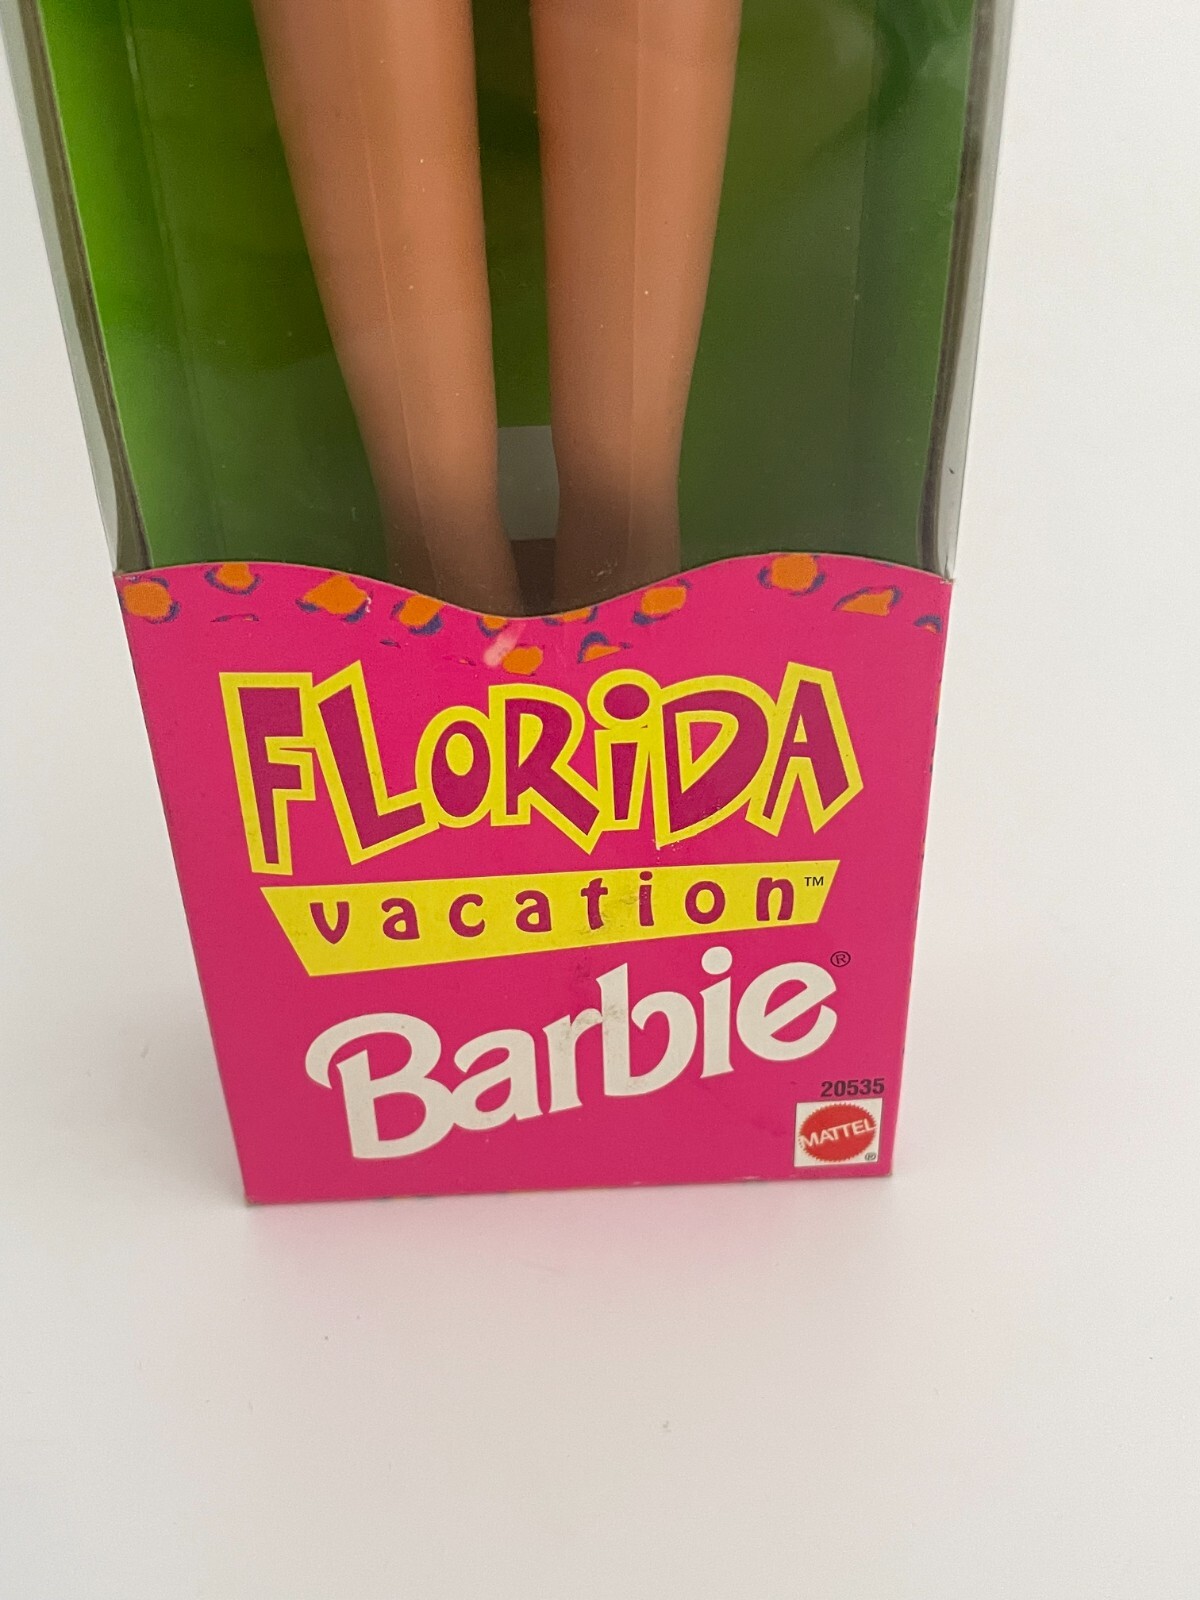 FLORiDA
vacation™
Barbie®
20535
MATTEL®